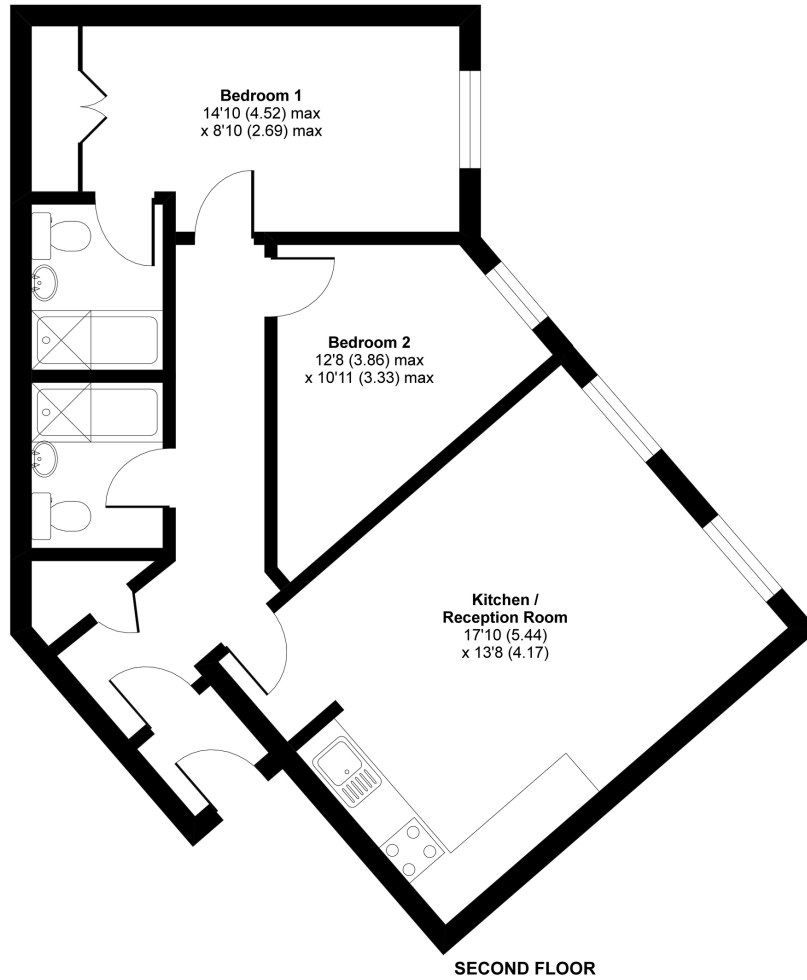 Bedroom 1
14'10 (4.52) max
x 8'10 (2.69) max
Bedroom 2
12'8 (3.86) max
x 10'11 (3.33) max
Kitchen /
Reception Room
17'10 (5.44)
x 13'8 (4.17)
SECOND FLOOR